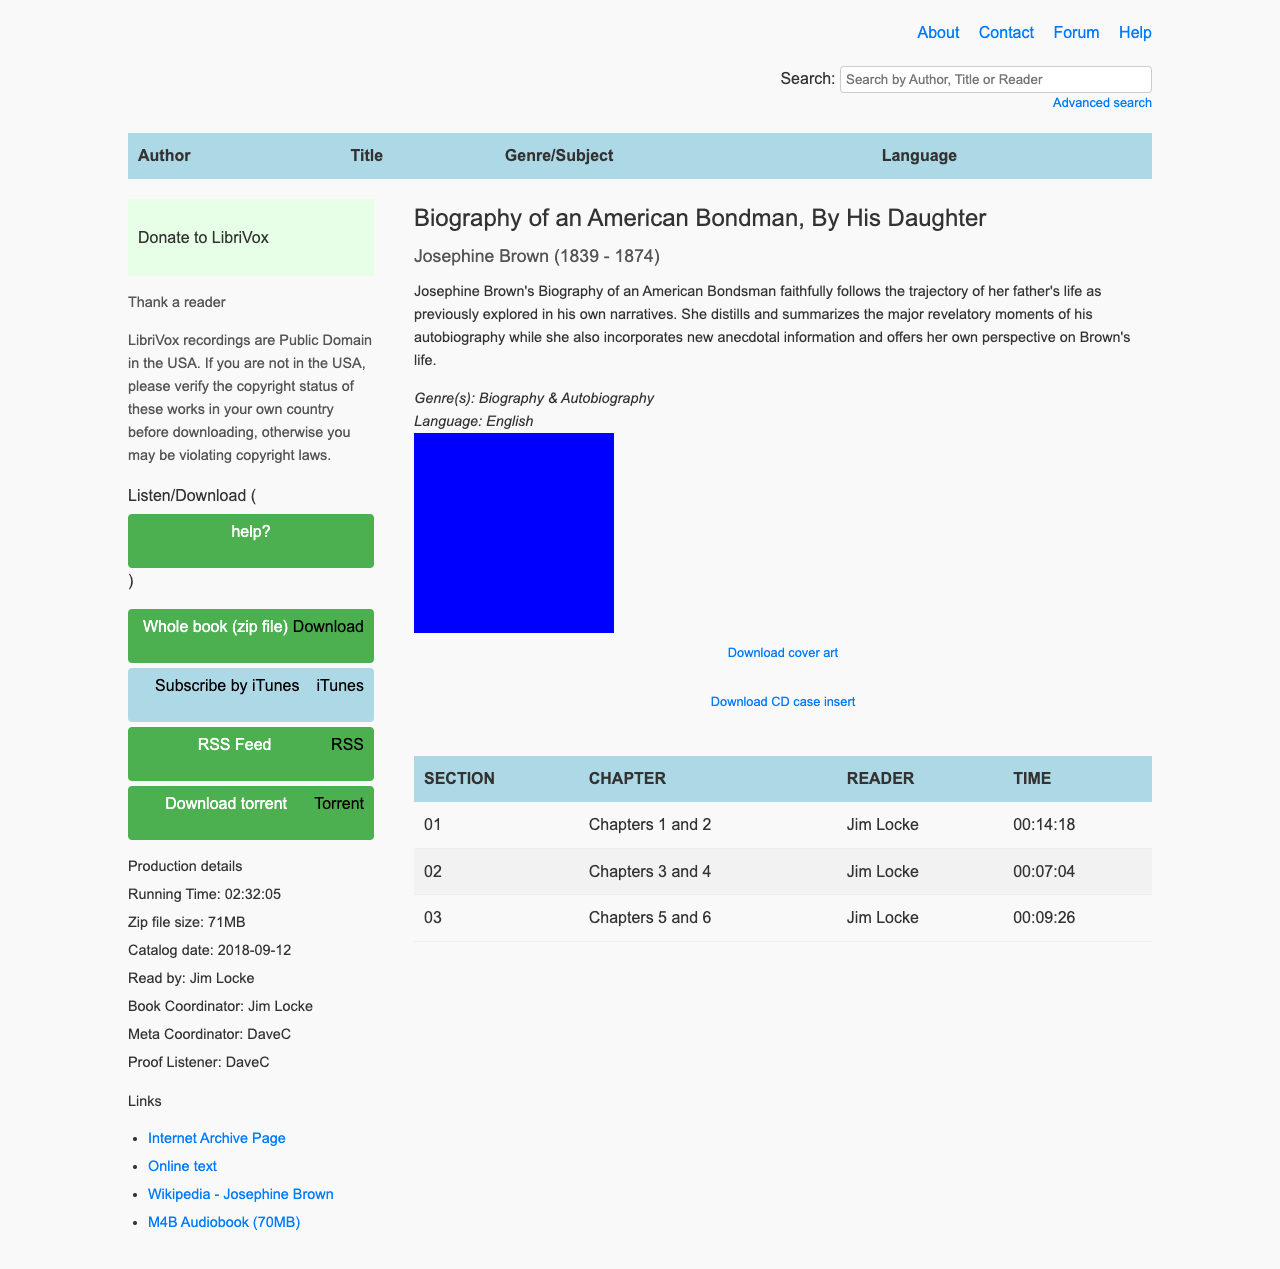 About Contact Forum Help
Search: Search by Author, Title or Reader
Advanced search
Author Title Genre/Subject Language
Donate to LibriVox
Thank a reader
LibriVox recordings are Public Domain
in the USA. If you are not in the USA,
please verify the copyright status of
these works in your own country
before downloading, otherwise you
may be violating copyright laws.
Listen/Download (
help?
)
Whole book (zip file) Download
Subscribe by iTunes iTunes
RSS Feed RSS
Download torrent Torrent
Production details
Running Time: 02:32:05
Zip file size: 71MB
Catalog date: 2018-09-12
Read by: Jim Locke
Book Coordinator: Jim Locke
Meta Coordinator: DaveC
Proof Listener: DaveC
Links
Internet Archive Page
Online text
Wikipedia - Josephine Brown
M4B Audiobook (70MB)
Biography of an American Bondman, By His Daughter
Josephine Brown (1839 - 1874)
Josephine Brown's Biography of an American Bondsman faithfully follows the trajectory of her father's life as
previously explored in his own narratives. She distills and summarizes the major revelatory moments of his
autobiography while she also incorporates new anecdotal information and offers her own perspective on Brown's
life.
Genre(s): Biography & Autobiography
Language: English
Download cover art
Download CD case insert
SECTION CHAPTER READER TIME
01 Chapters 1 and 2 Jim Locke 00:14:18
02 Chapters 3 and 4 Jim Locke 00:07:04
03 Chapters 5 and 6 Jim Locke 00:09:26